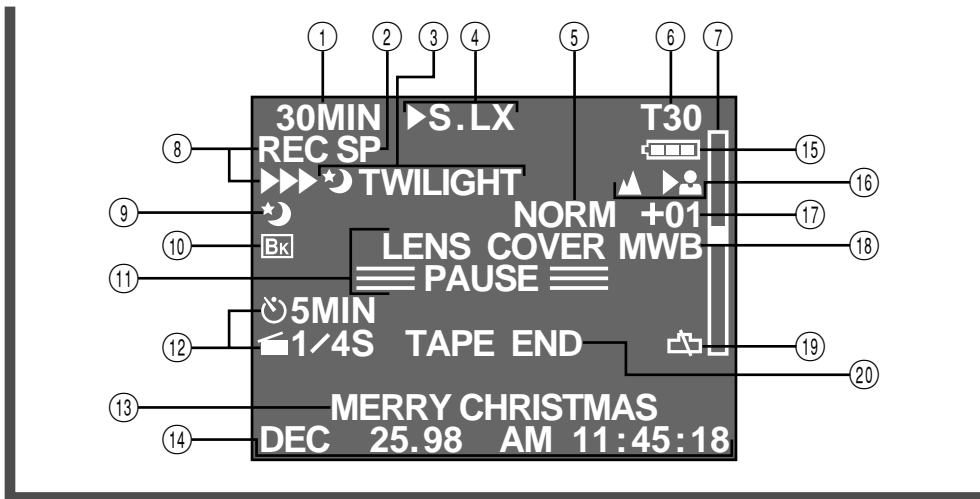 ① ② ③ ④ ⑤ ⑥ ⑦
30MIN ▶S.LX T30
⑧ REC SP ⑮
▶▶▶ TWILIGHT ▶ ⑯
⑨ NORM +01 ⑰
⑩ BK LENS COVER MWB ⑱
⑪ PAUSE
5MIN
⑫ 1/4S TAPE END ⑲
⑳
⑬ MERRY CHRISTMAS
⑭ DEC 25.98 AM 11:45:18